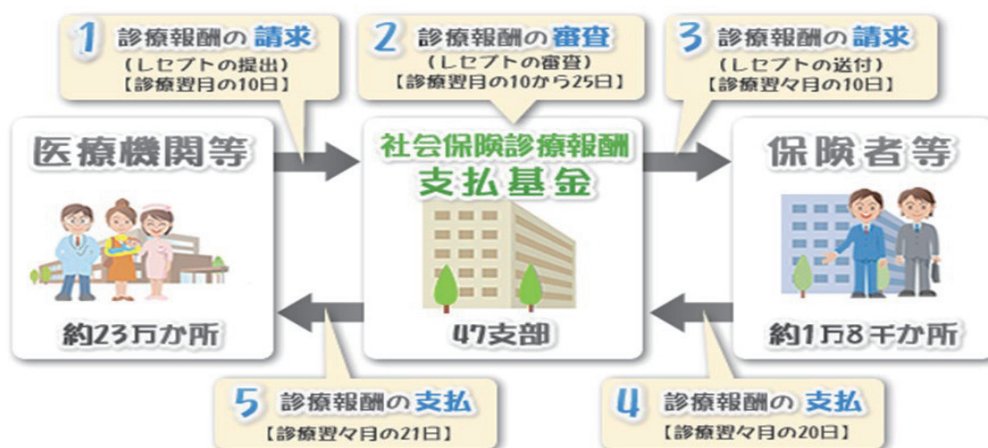 1 診療報酬の請求
(レセプトの提出)
【診療翌月の10日】
2 診療報酬の審査
(レセプトの審査)
【診療翌月の10から25日】
3 診療報酬の請求
(レセプトの送付)
【診療翌々月の10日】
医療機関等
約23万か所
社会保険診療報酬
支払基金
47支部
保険者等
約1万8千か所
4 診療報酬の支払
【診療翌々月の20日】
5 診療報酬の支払
【診療翌々月の21日】